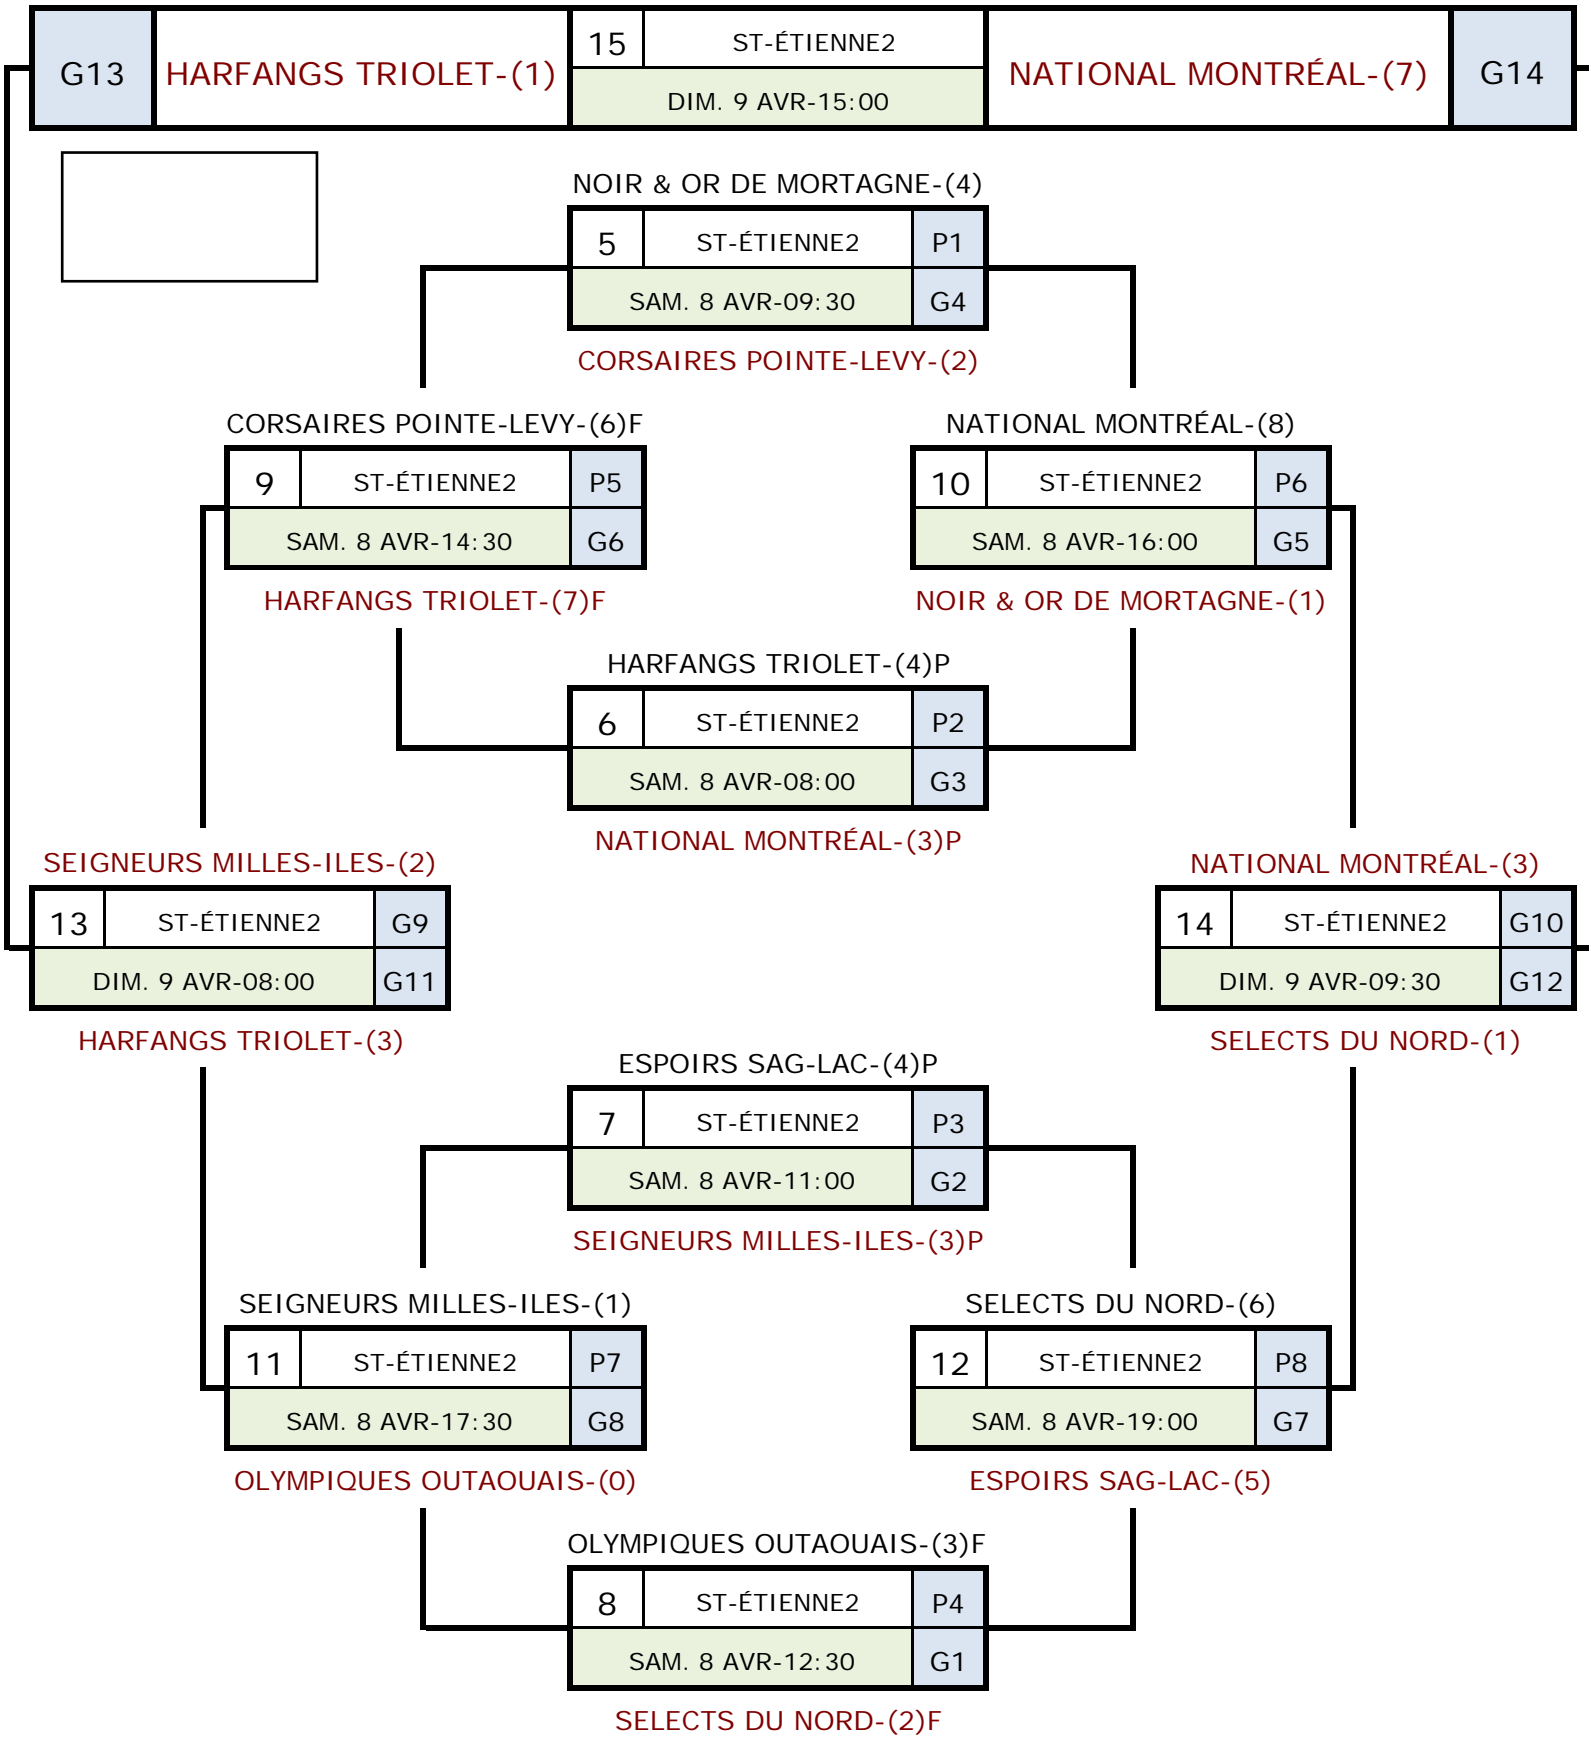 G13 HARFANGS TRIOLET-(1) 15 ST-ÉTIENNE2 NATIONAL MONTRÉAL-(7) G14
DIM. 9 AVR-15:00
NOIR & OR DE MORTAGNE-(4)
5 ST-ÉTIENNE2 P1
SAM. 8 AVR-09:30 G4
CORSAIRES POINTE-LEVY-(2)
CORSAIRES POINTE-LEVY-(6)F
9 ST-ÉTIENNE2 P5
SAM. 8 AVR-14:30 G6
HARFANGS TRIOLET-(7)F
NATIONAL MONTRÉAL-(8)
10 ST-ÉTIENNE2 P6
SAM. 8 AVR-16:00 G5
NOIR & OR DE MORTAGNE-(1)
HARFANGS TRIOLET-(4)P
6 ST-ÉTIENNE2 P2
SAM. 8 AVR-08:00 G3
NATIONAL MONTRÉAL-(3)P
SEIGNEURS MILLES-ILES-(2)
13 ST-ÉTIENNE2 G9
DIM. 9 AVR-08:00 G11
HARFANGS TRIOLET-(3)
NATIONAL MONTRÉAL-(3)
14 ST-ÉTIENNE2 G10
DIM. 9 AVR-09:30 G12
SELECTS DU NORD-(1)
ESPOIRS SAG-LAC-(4)P
7 ST-ÉTIENNE2 P3
SAM. 8 AVR-11:00 G2
SEIGNEURS MILLES-ILES-(3)P
SEIGNEURS MILLES-ILES-(1)
11 ST-ÉTIENNE2 P7
SAM. 8 AVR-17:30 G8
OLYMPIQUES OUTAOUAIS-(0)
SELECTS DU NORD-(6)
12 ST-ÉTIENNE2 P8
SAM. 8 AVR-19:00 G7
ESPOIRS SAG-LAC-(5)
OLYMPIQUES OUTAOUAIS-(3)F
8 ST-ÉTIENNE2 P4
SAM. 8 AVR-12:30 G1
SELECTS DU NORD-(2)F